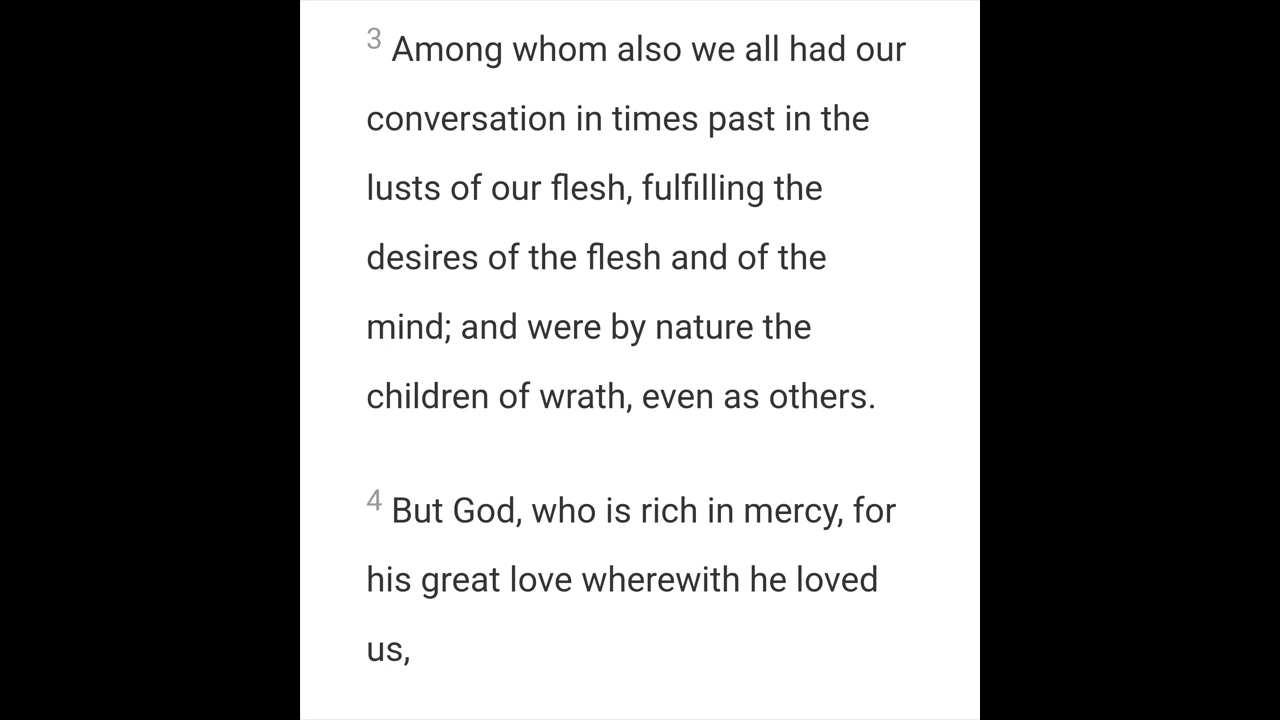 3 Among whom also we all had our
conversation in times past in the
lusts of our flesh, fulfilling the
desires of the flesh and of the
mind; and were by nature the
children of wrath, even as others.
4 But God, who is rich in mercy, for
his great love wherewith he loved
us,